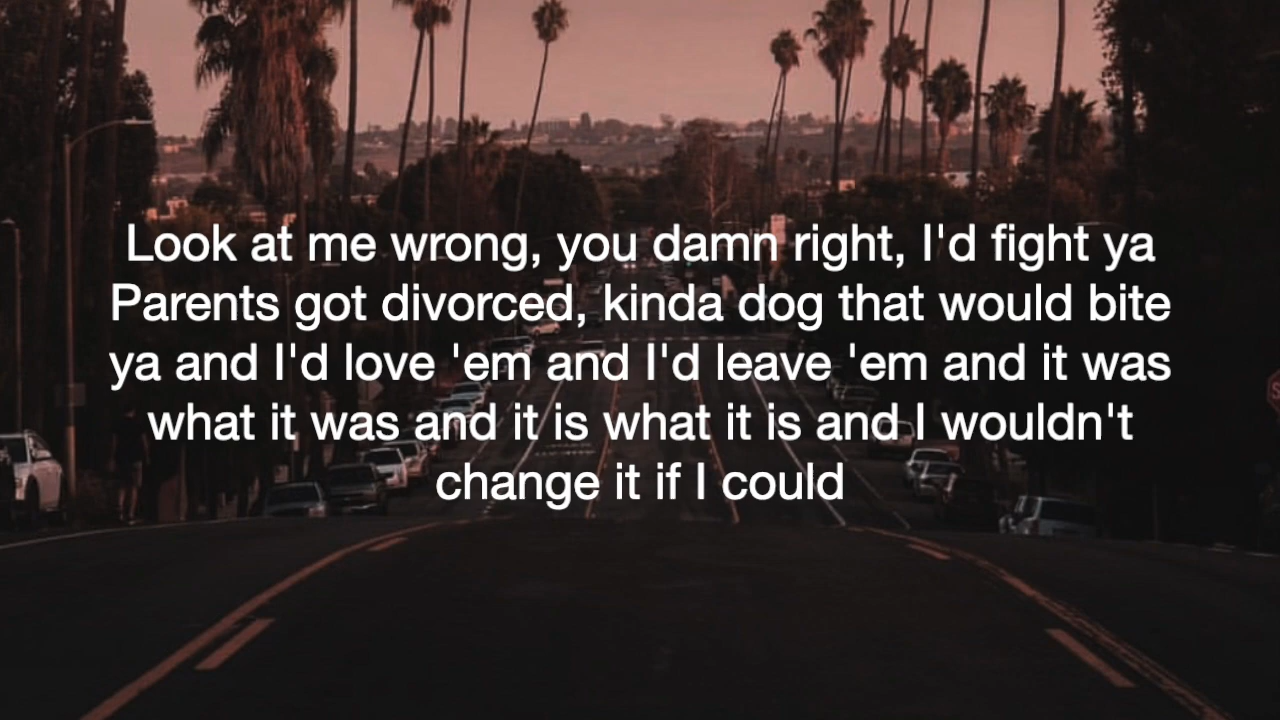 Look at me wrong, you damn right, I'd fight ya
Parents got divorced, kinda dog that would bite
ya and I'd love 'em and I'd leave 'em and it was
what it was and it is what it is and I wouldn't
change it if I could